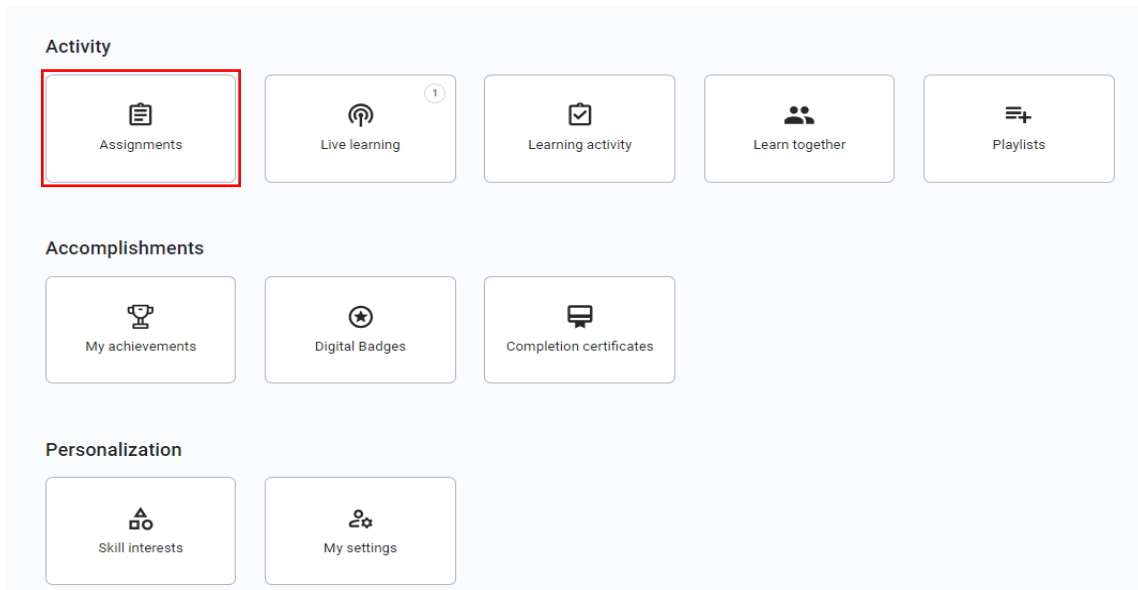 Activity
Assignments
1
Live learning
Learning activity
Learn together
Playlists
Accomplishments
My achievements
Digital Badges
Completion certificates
Personalization
Skill interests
My settings